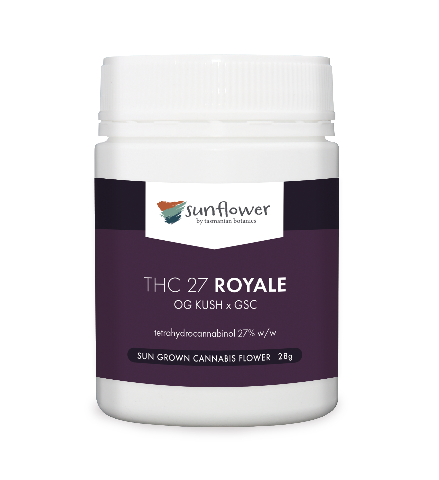 sunflower
by tasmanian botanics
THC 27 ROYALE
OG KUSH x GSC
tetrahydrocannabinol 27% w/w
SUN GROWN CANNABIS FLOWER 28g